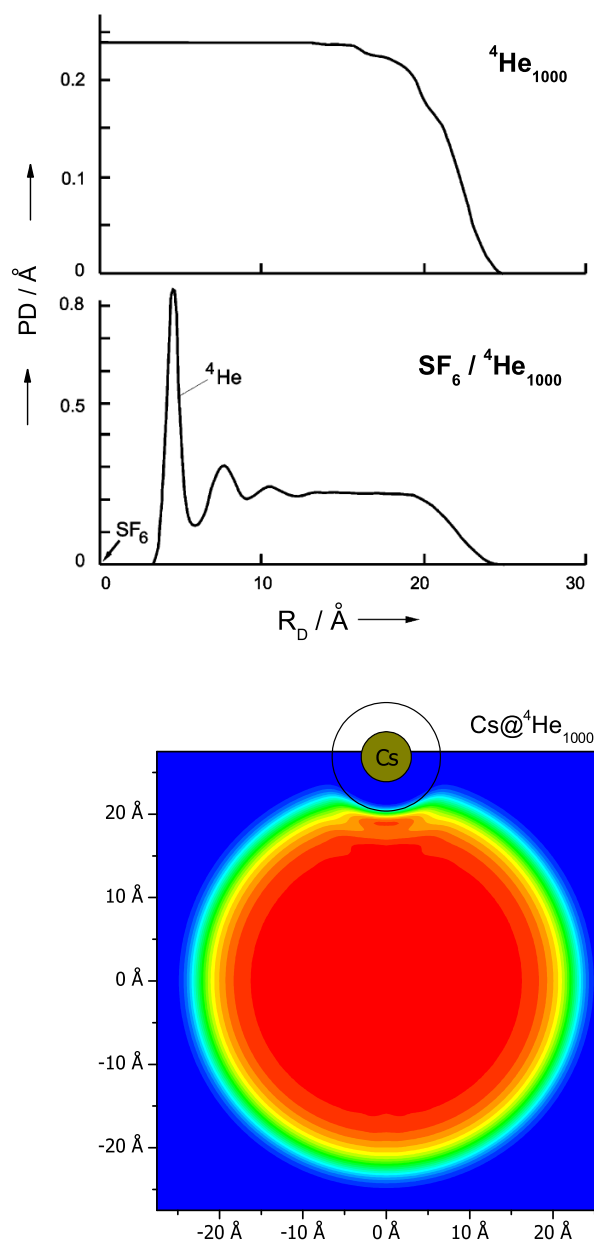 ⁴He₁₀₀₀
0.2
0.1
0
PD / Å
0.8
SF₆ / ⁴He₁₀₀₀
⁴He
0.5
SF₆
0
0 10 20 30
R_D / Å
Cs@⁴He₁₀₀₀
Cs
20 Å
10 Å
0 Å
-10 Å
-20 Å
-20 Å -10 Å 0 Å 10 Å 20 Å